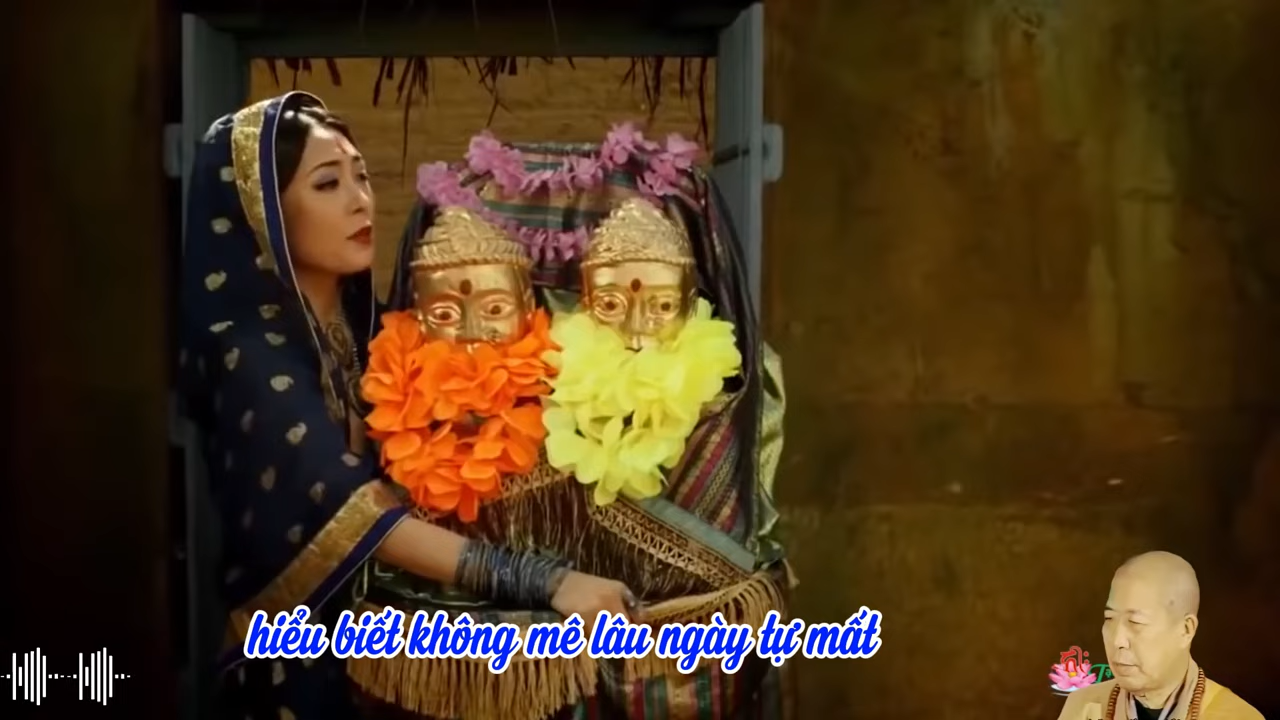 hiểu biết không mê lâu ngày tự mất